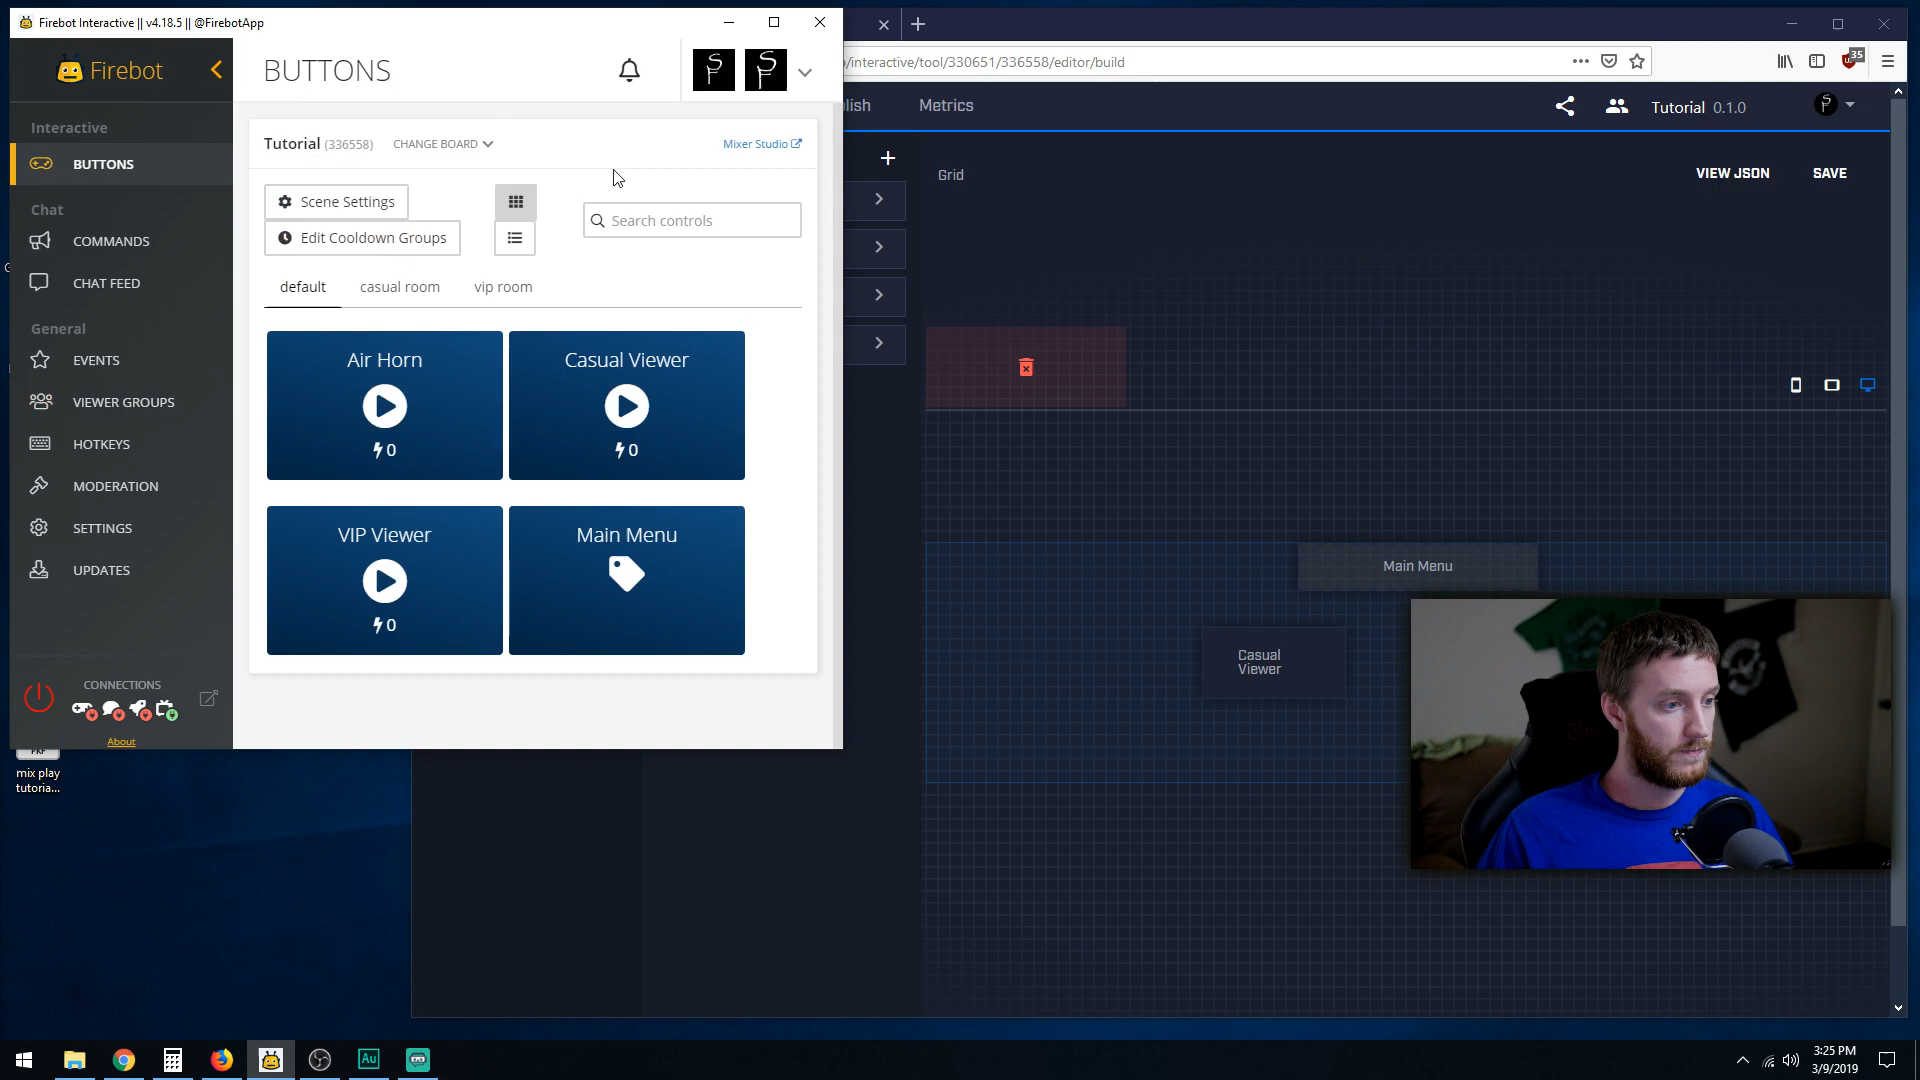 Firebot Interactive || v4.18.5 || @FirebotApp
Firebot
BUTTONS
Interactive
BUTTONS
Chat
COMMANDS
CHAT FEED
General
EVENTS
VIEWER GROUPS
HOTKEYS
MODERATION
SETTINGS
UPDATES
CONNECTIONS
About
Tutorial (336558)
CHANGE BOARD
Mixer Studio
Scene Settings
Edit Cooldown Groups
Search controls
default
casual room
vip room
Air Horn
0
Casual Viewer
0
VIP Viewer
0
Main Menu
/interactive/tool/330651/336558/editor/build
35
lish
Metrics
Tutorial 0.1.0
Grid
VIEW JSON
SAVE
Main Menu
Casual
Viewer
mix play
tutoria...
Au
3:25 PM
3/9/2019